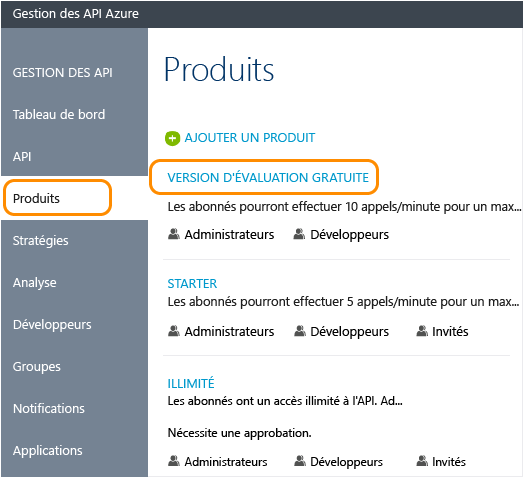 Gestion des API Azure
GESTION DES API
Tableau de bord
API
Produits
Stratégies
Analyse
Développeurs
Groupes
Notifications
Applications
Produits
AJOUTER UN PRODUIT
VERSION D'ÉVALUATION GRATUITE
Les abonnés pourront effectuer 10 appels/minute pour un max...
Administrateurs Développeurs
STARTER
Les abonnés pourront effectuer 5 appels/minute pour un max...
Administrateurs Développeurs Invités
ILLIMITÉ
Les abonnés ont un accès illimité à l'API. Ad...
Nécessite une approbation.
Administrateurs Développeurs Invités